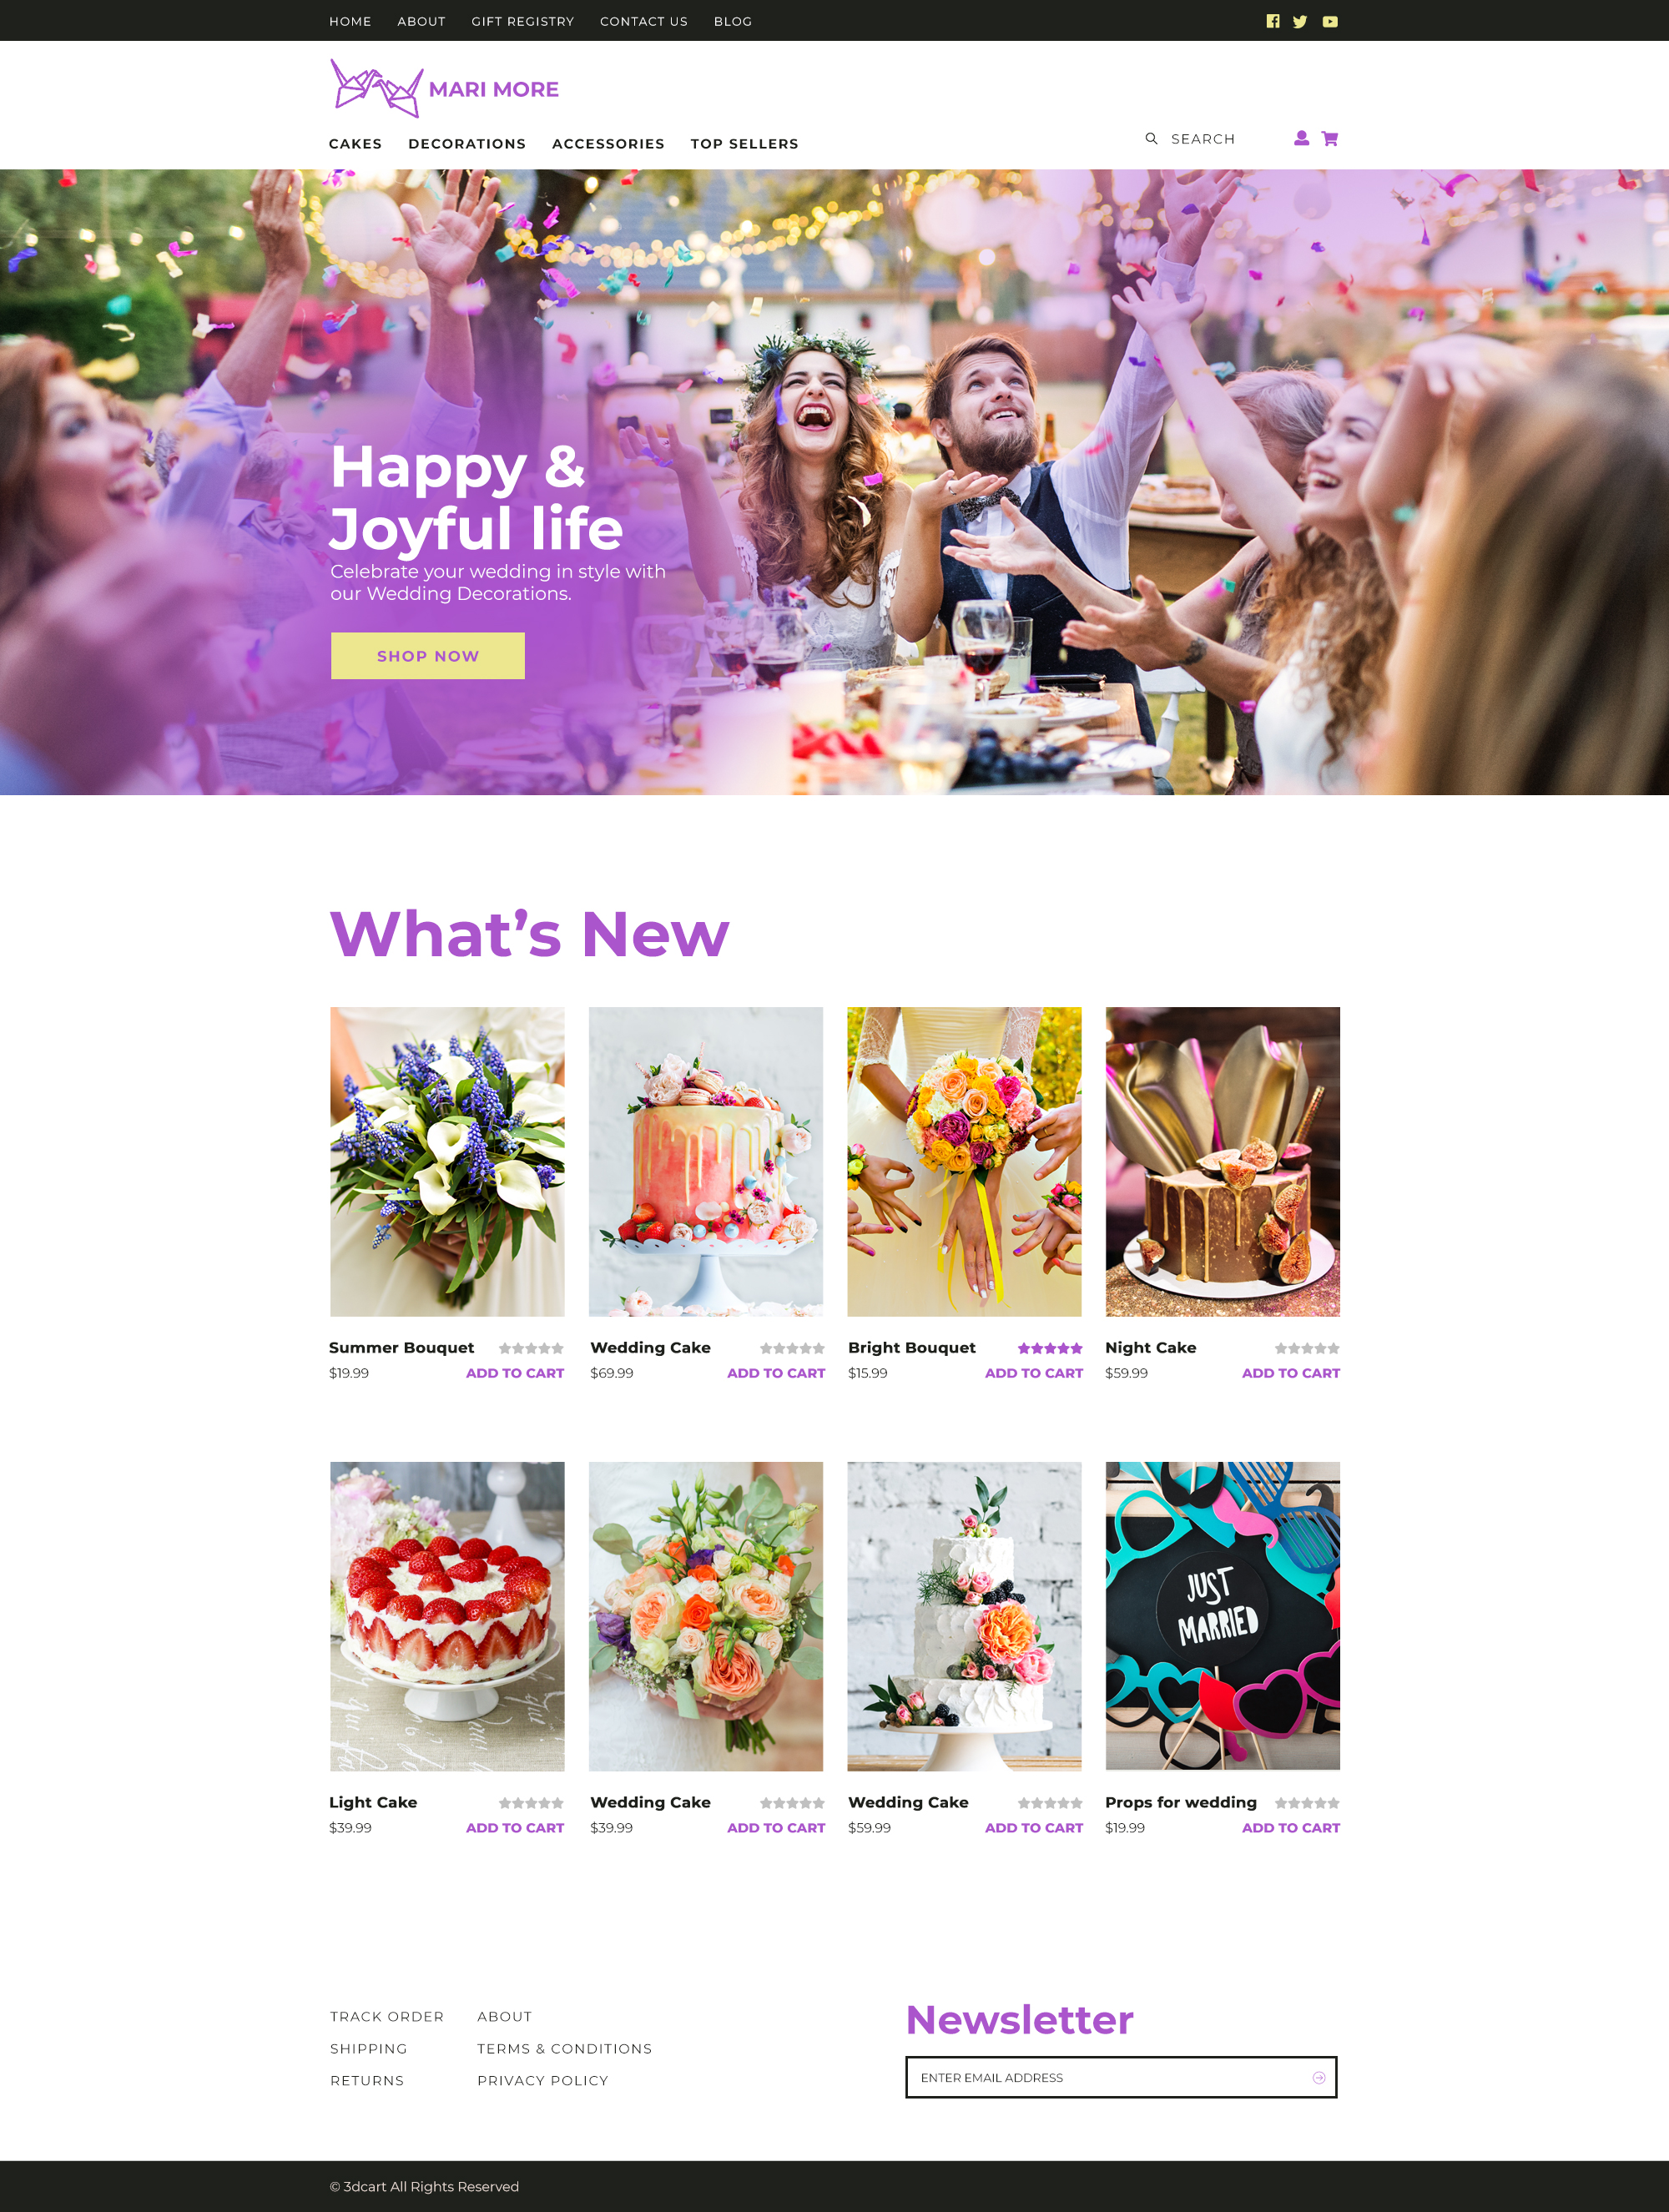 HOME ABOUT GIFT REGISTRY CONTACT US BLOG
MARI MORE
CAKES DECORATIONS ACCESSORIES TOP SELLERS SEARCH
Happy &
Joyful life
Celebrate your wedding in style with
our Wedding Decorations.
SHOP NOW
What’s New
Summer Bouquet Wedding Cake Bright Bouquet Night Cake
$19.99 ADD TO CART $69.99 ADD TO CART $15.99 ADD TO CART $59.99 ADD TO CART
JUST
MARRIED
Light Cake Wedding Cake Wedding Cake Props for wedding
$39.99 ADD TO CART $39.99 ADD TO CART $59.99 ADD TO CART $19.99 ADD TO CART
TRACK ORDER ABOUT
SHIPPING TERMS & CONDITIONS
RETURNS PRIVACY POLICY
Newsletter
ENTER EMAIL ADDRESS
© 3dcart All Rights Reserved